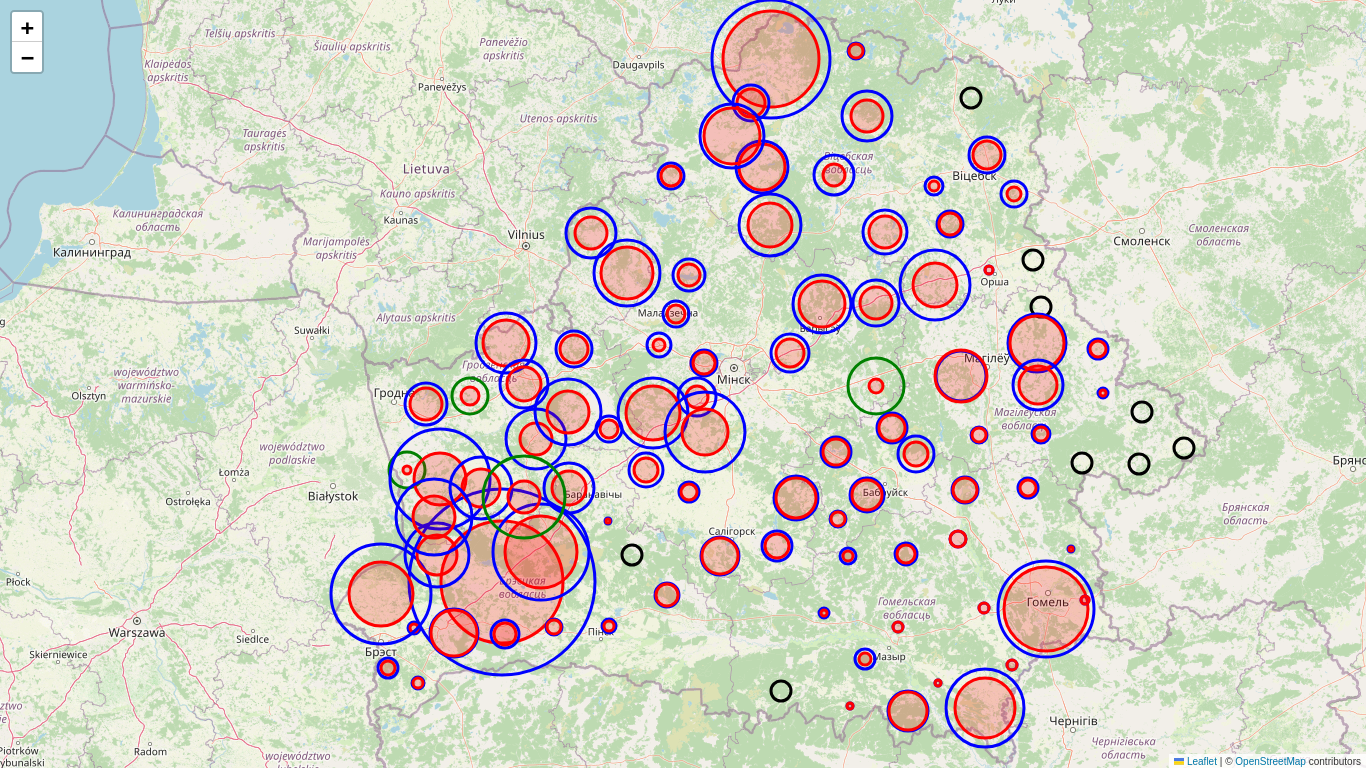 +
−
Луки
Telšių apskritis
Šiaulių apskritis
Panevėžio
apskritis
Klaipėdos
apskritis
Daugavpils
Panevėžys
Utenos apskritis
Tauragės
apskritis
Lietuva
Віцебская
вобласць
Віцебск
Kauno apskritis
Калининградская
область
Kaunas
Vilnius
Marijampolės
apskritis
Калининград
Смоленск
Смоленская
область
Орша
Alytaus apskritis
Маладзечна
Suwałki
Барысаў
Магілёў
Гродзенская
вобласць
Мінск
województwo
warmińsko-
mazurskie
Olsztyn
Гродна
Магілеўская
вобласць
województwo
podlaskie
Łomża
Ostrołęka
Białystok
Баранавічы
Бабруйск
Брянск
Брянская
область
Салігорск
Płock
Брэсцкая
вобласць
Гомельская
вобласць
Гомель
Warszawa
Siedlce
Пінск
Skierniewice
Брэст
Мазыр
Чернігів
Piotrków
Trybunalski
Radom
województwo
Чернігівська
область
Leaflet | © OpenStreetMap contributors